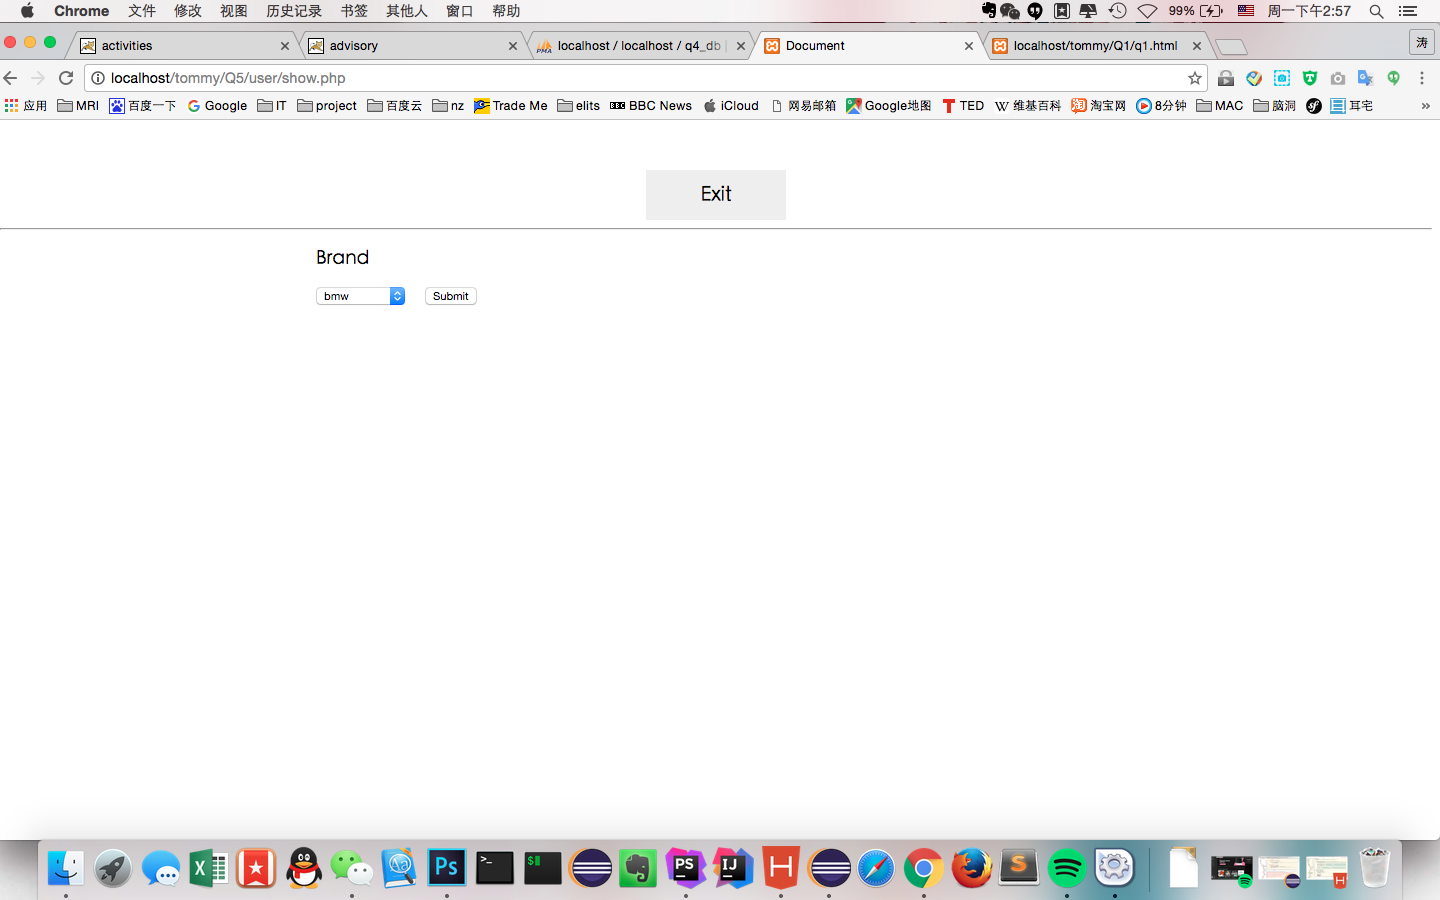 Chrome 文件 修改 视图 历史记录 书签 其他人 窗口 帮助 99% 周一下午2:57
activities advisory localhost / localhost / q4_db Document localhost/tommy/Q1/q1.html 涛
localhost/tommy/Q5/user/show.php
应用 MRI 百度一下 Google IT project 百度云 nz Trade Me elits BBC News iCloud 网易邮箱 Google地图 TED 维基百科 淘宝网 8分钟 MAC 脑洞 耳宅 »
Exit
Brand
bmw Submit